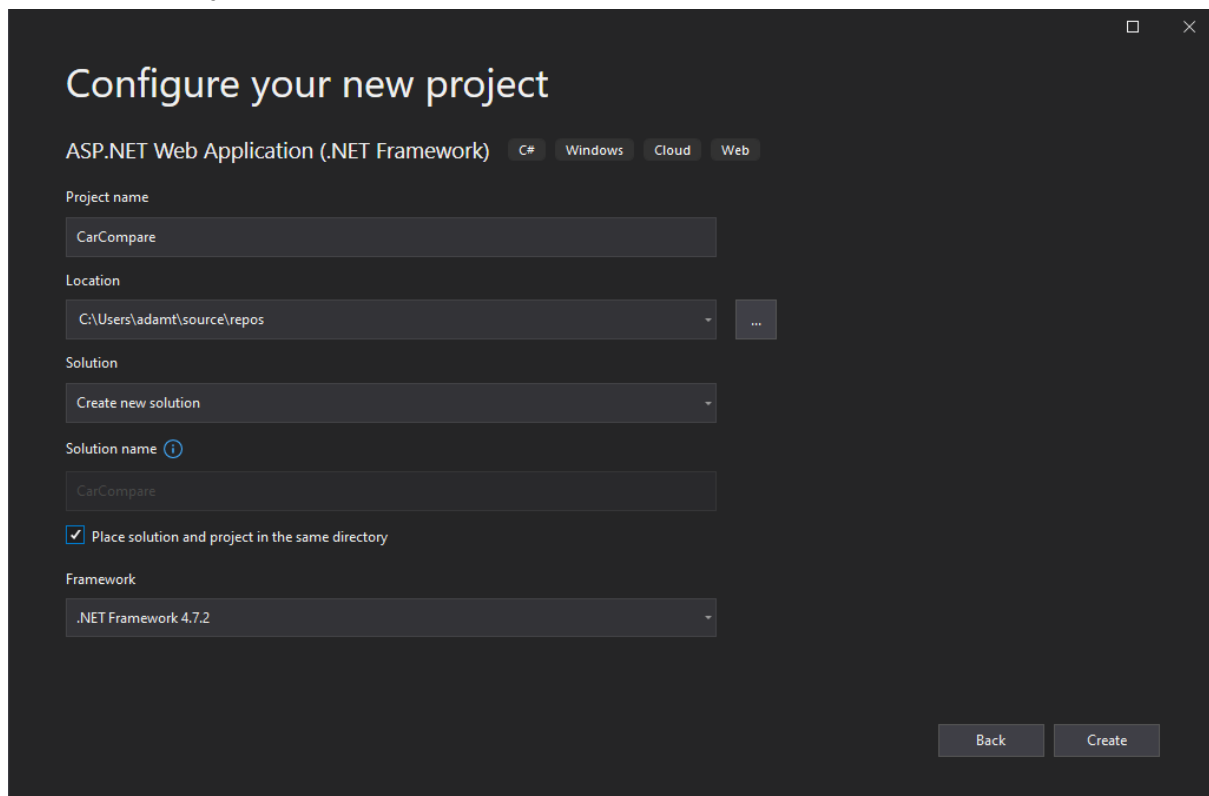 Configure your new project
ASP.NET Web Application (.NET Framework) C# Windows Cloud Web
Project name
CarCompare
Location
C:\Users\adamt\source\repos
...
Solution
Create new solution
Solution name
CarCompare
Place solution and project in the same directory
Framework
.NET Framework 4.7.2
Back Create